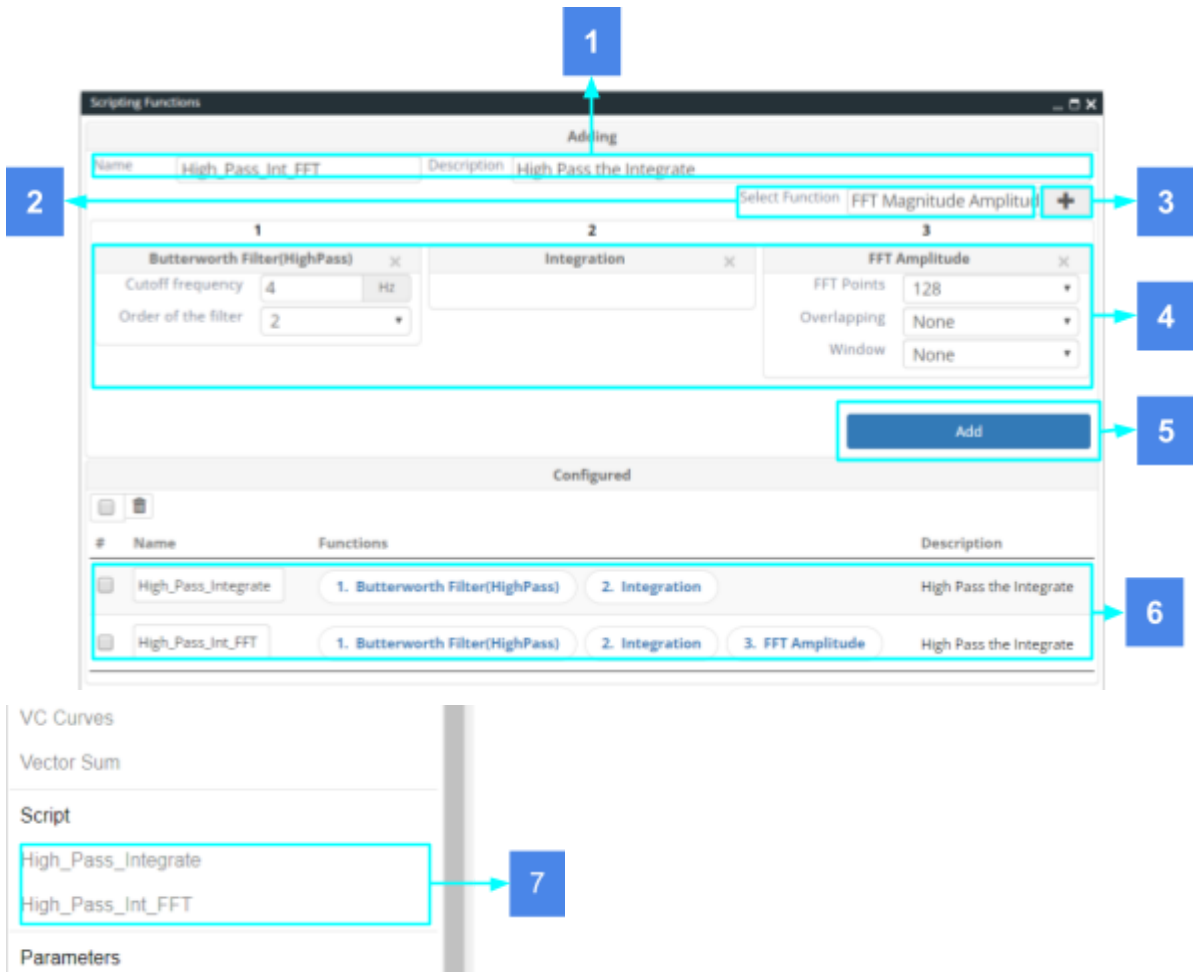 1
Scripting Functions
Adding
Name High_Pass_Int_FFT Description High Pass the Integrate
2 Select Function FFT Magnitude Amplitud 3
1 2 3
Butterworth Filter(HighPass) Integration FFT Amplitude
Cutoff frequency 4 Hz FFT Points 128
Order of the filter 2 Overlapping None 4
Window None
Add 5
Configured
# Name Functions Description
High_Pass_Integrate 1. Butterworth Filter(HighPass) 2. Integration High Pass the Integrate
6
High_Pass_Int_FFT 1. Butterworth Filter(HighPass) 2. Integration 3. FFT Amplitude High Pass the Integrate
VC Curves
Vector Sum
Script
High_Pass_Integrate
7
High_Pass_Int_FFT
Parameters